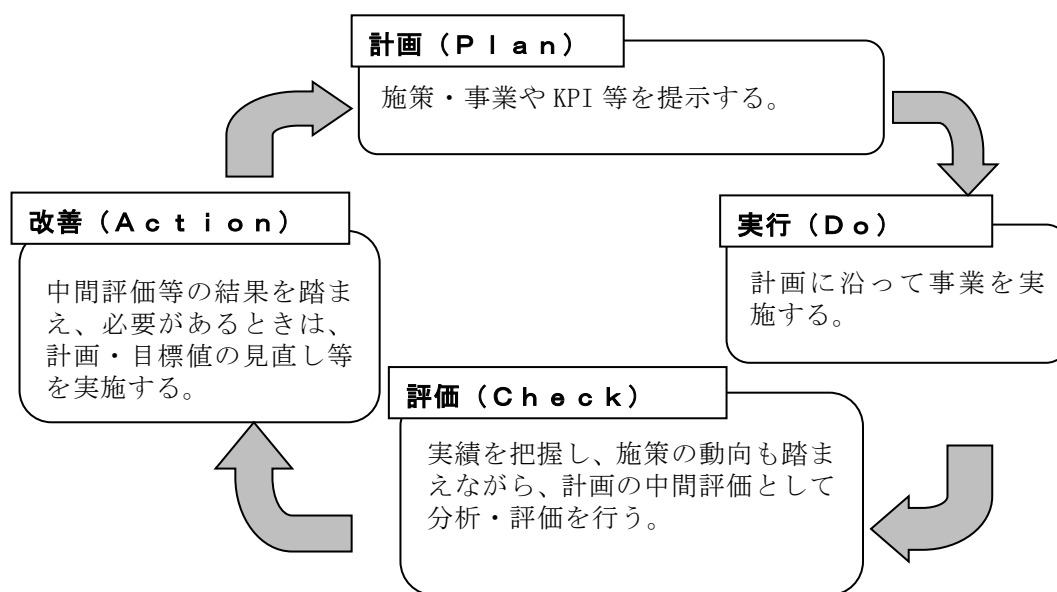 計画（Ｐｌａｎ）
施策・事業や KPI 等を提示する。
実行（Ｄｏ）
計画に沿って事業を実
施する。
評価（Ｃｈｅｃｋ）
実績を把握し、施策の動向も踏ま
えながら、計画の中間評価として
分析・評価を行う。
改善（Ａｃｔｉｏｎ）
中間評価等の結果を踏ま
え、必要があるときは、
計画・目標値の見直し等
を実施する。